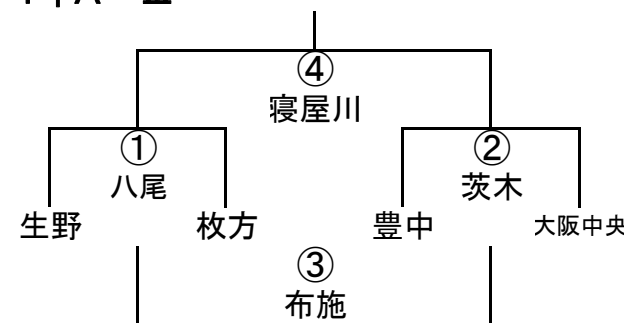 ④
寝屋川
① ②
八尾 茨木
生野 枚方 豊中 大阪中央
③
布施